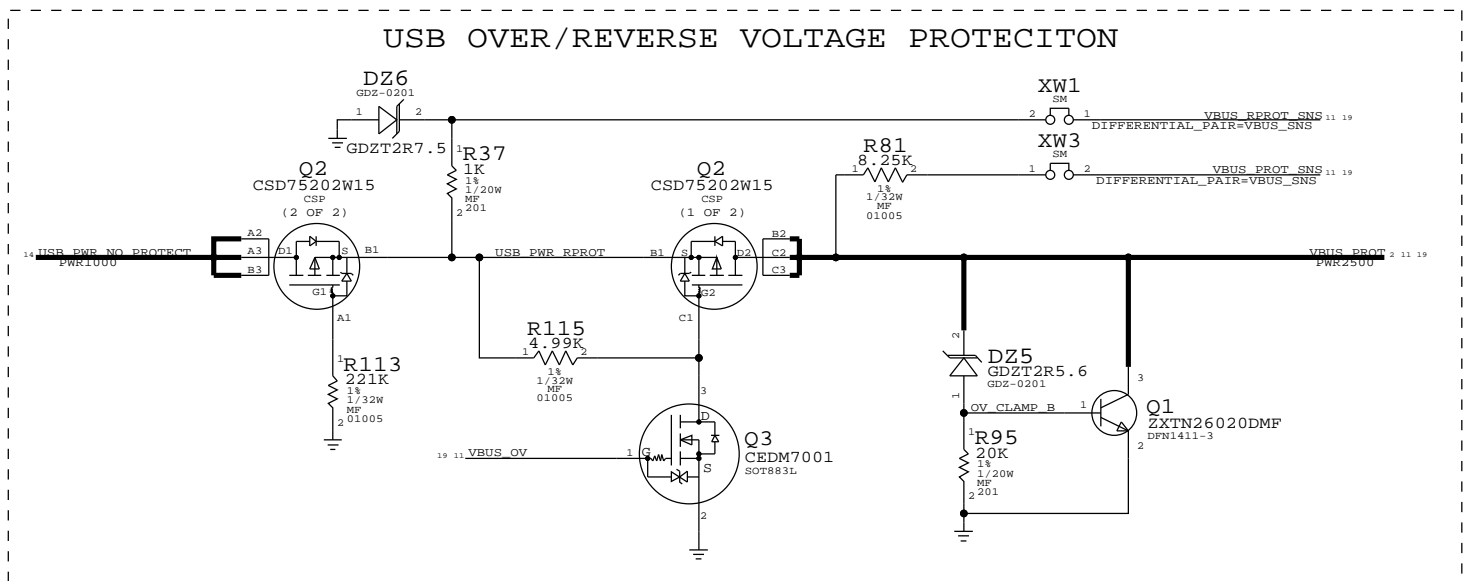 USB OVER/REVERSE VOLTAGE PROTECITON
DZ6
GDZ-0201
1 2
GDZT2R7.5
XW1
SM
2 1
VBUS_RPROT_SNS 11 19
DIFFERENTIAL_PAIR=VBUS_SNS
R37
1
1K
1%
1/20W
MF
2 201
R81
8.25K
1 2
1%
1/32W
MF
01005
XW3
SM
1 2
VBUS_PROT_SNS 11 19
DIFFERENTIAL_PAIR=VBUS_SNS
Q2
CSD75202W15
CSP
(2 OF 2)
Q2
CSD75202W15
CSP
(1 OF 2)
14 USB_PWR_NO_PROTECT
PWR1000
A2
A3
B3
D1
S
B1
G1
A1
USB_PWR_RPROT
B1
S
D2
G2
C1
B2
C2
C3
VBUS_PROT 2 11 19
PWR2500
R113
1
221K
1%
1/32W
MF
2 01005
R115
4.99K
1 2
1%
1/32W
MF
01005
19 11 VBUS_OV
1
G
3
D
S
2
Q3
CEDM7001
SOT883L
2
DZ5
GDZT2R5.6
GDZ-0201
1
OV_CLAMP_B
1
3
Q1
ZXTN26020DMF
DFN1411-3
2
R95
1
20K
1%
1/20W
MF
2 201